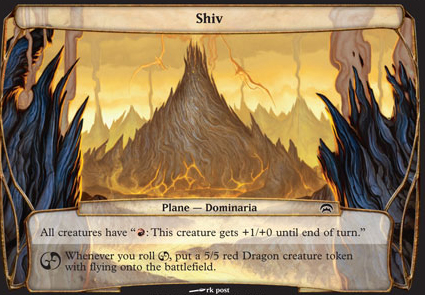 Shiv
Plane — Dominaria
All creatures have “: This creature gets +1/+0 until end of turn.”
Whenever you roll , put a 5/5 red Dragon creature token
with flying onto the battlefield.
rk post